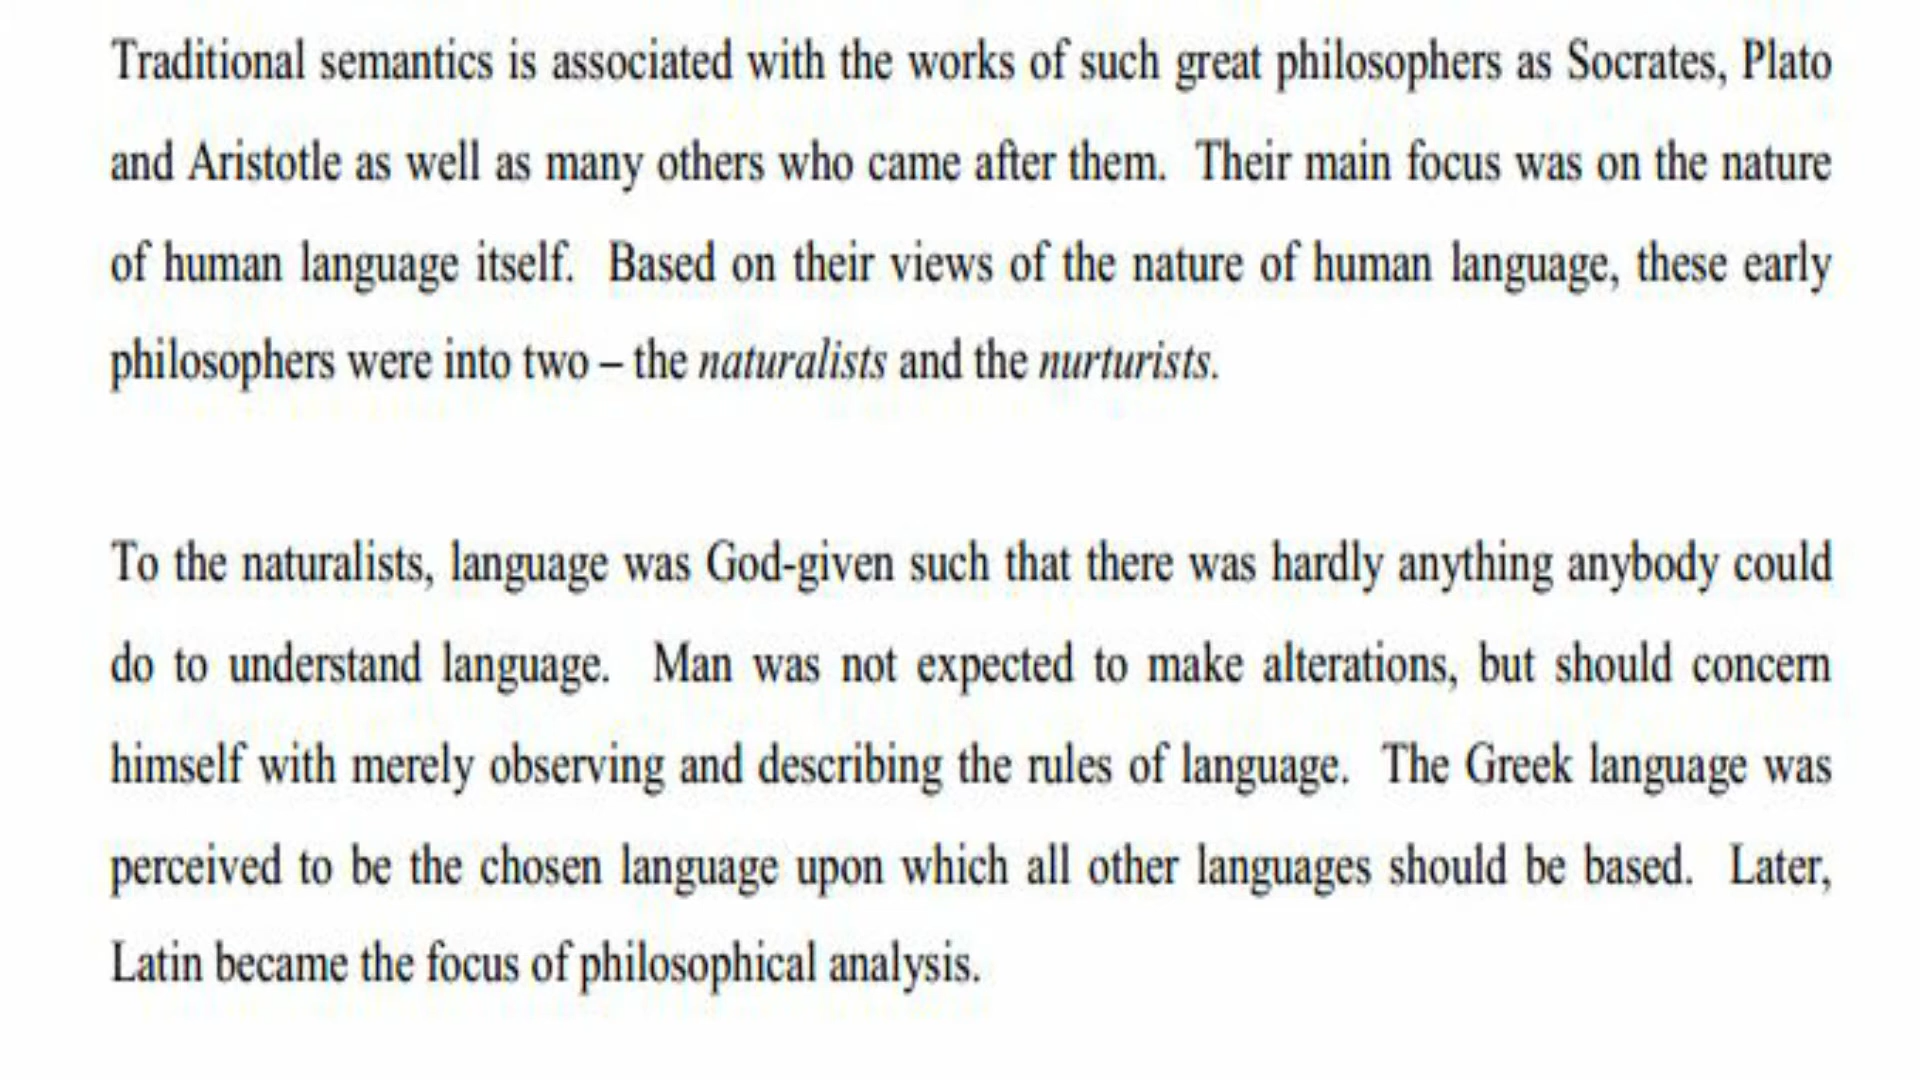 Traditional semantics is associated with the works of such great philosophers as Socrates, Plato
and Aristotle as well as many others who came after them. Their main focus was on the nature
of human language itself. Based on their views of the nature of human language, these early
philosophers were into two – the naturalists and the nurturists.
To the naturalists, language was God-given such that there was hardly anything anybody could
do to understand language. Man was not expected to make alterations, but should concern
himself with merely observing and describing the rules of language. The Greek language was
perceived to be the chosen language upon which all other languages should be based. Later,
Latin became the focus of philosophical analysis.